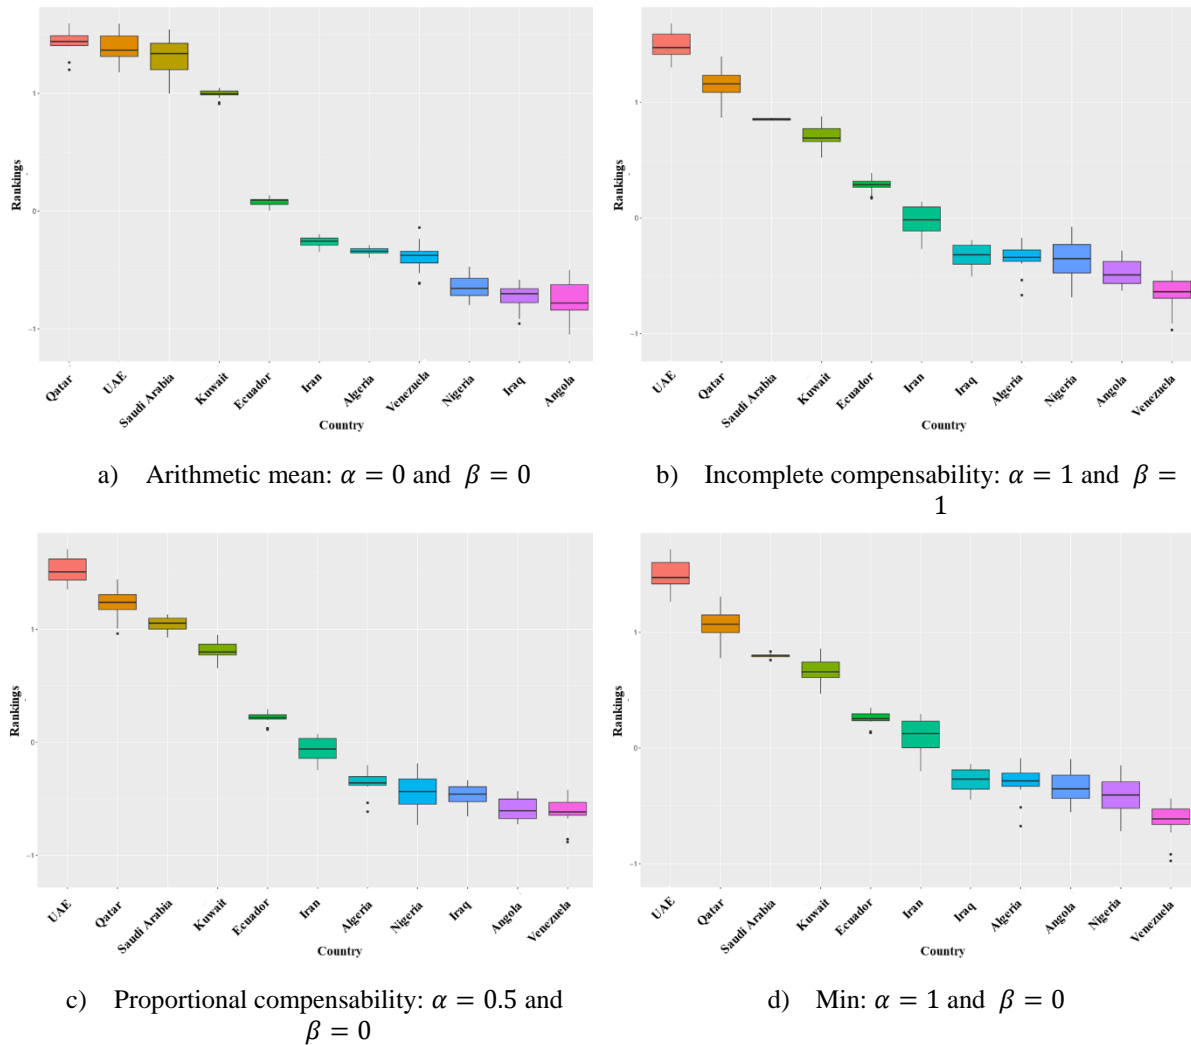 Rankings
1
0
−1
Qatar
UAE
Saudi Arabia
Kuwait
Ecuador
Iran
Algeria
Venezuela
Nigeria
Iraq
Angola
Country
a) Arithmetic mean: α = 0 and β = 0
Rankings
1
0
−1
UAE
Qatar
Saudi Arabia
Kuwait
Ecuador
Iran
Iraq
Algeria
Nigeria
Angola
Venezuela
Country
b) Incomplete compensability: α = 1 and β =
1
Rankings
1
0
−1
UAE
Qatar
Saudi Arabia
Kuwait
Ecuador
Iran
Algeria
Nigeria
Iraq
Angola
Venezuela
Country
c) Proportional compensability: α = 0.5 and
β = 0
Rankings
1
0
−1
UAE
Qatar
Saudi Arabia
Kuwait
Ecuador
Iran
Iraq
Algeria
Angola
Nigeria
Venezuela
Country
d) Min: α = 1 and β = 0